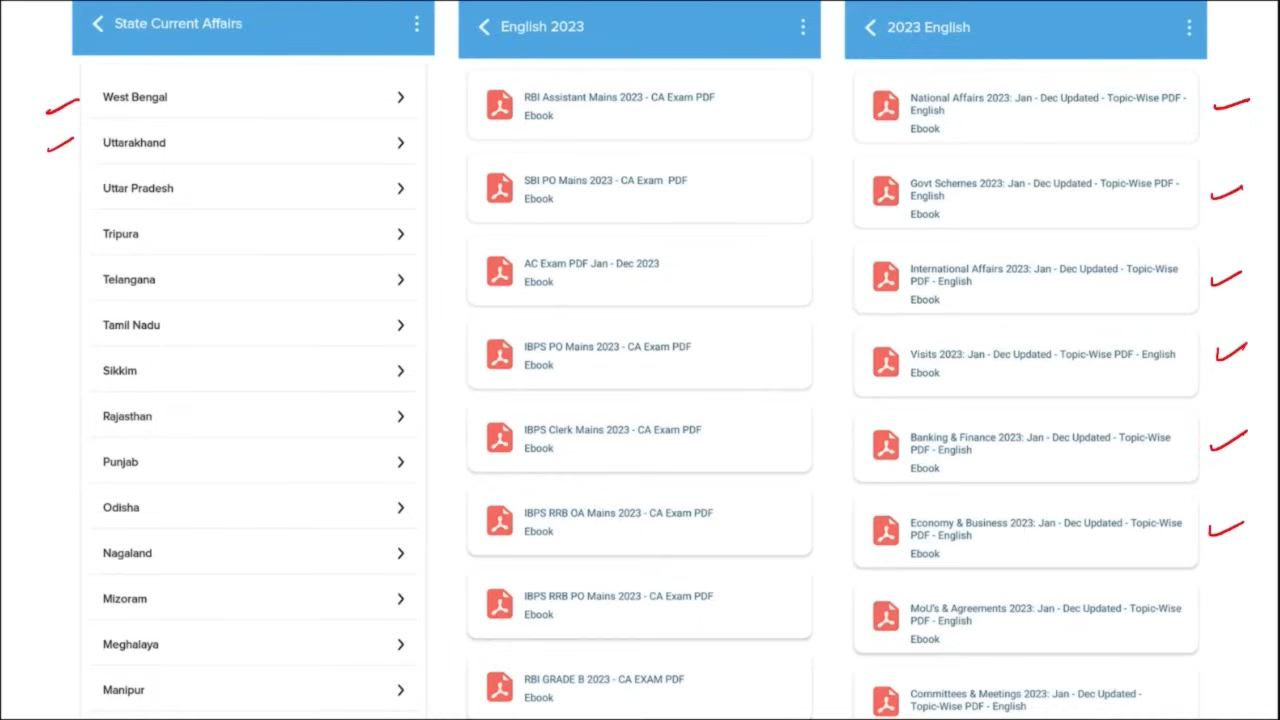 State Current Affairs
West Bengal
Uttarakhand
Uttar Pradesh
Tripura
Telangana
Tamil Nadu
Sikkim
Rajasthan
Punjab
Odisha
Nagaland
Mizoram
Meghalaya
Manipur
English 2023
RBI Assistant Mains 2023 - CA Exam PDF
Ebook
SBI PO Mains 2023 - CA Exam PDF
Ebook
AC Exam PDF Jan - Dec 2023
Ebook
IBPS PO Mains 2023 - CA Exam PDF
Ebook
IBPS Clerk Mains 2023 - CA Exam PDF
Ebook
IBPS RRB OA Mains 2023 - CA Exam PDF
Ebook
IBPS RRB PO Mains 2023 - CA Exam PDF
Ebook
RBI GRADE B 2023 - CA EXAM PDF
Ebook
2023 English
National Affairs 2023: Jan - Dec Updated - Topic-Wise PDF -
English
Ebook
Govt Schemes 2023: Jan - Dec Updated - Topic-Wise PDF -
English
Ebook
International Affairs 2023: Jan - Dec Updated - Topic-Wise
PDF - English
Ebook
Visits 2023: Jan - Dec Updated - Topic-Wise PDF - English
Ebook
Banking & Finance 2023: Jan - Dec Updated - Topic-Wise
PDF - English
Ebook
Economy & Business 2023: Jan - Dec Updated - Topic-Wise
PDF - English
Ebook
MoU's & Agreements 2023: Jan - Dec Updated - Topic-Wise
PDF - English
Ebook
Committees & Meetings 2023: Jan - Dec Updated -
Topic-Wise PDF - English